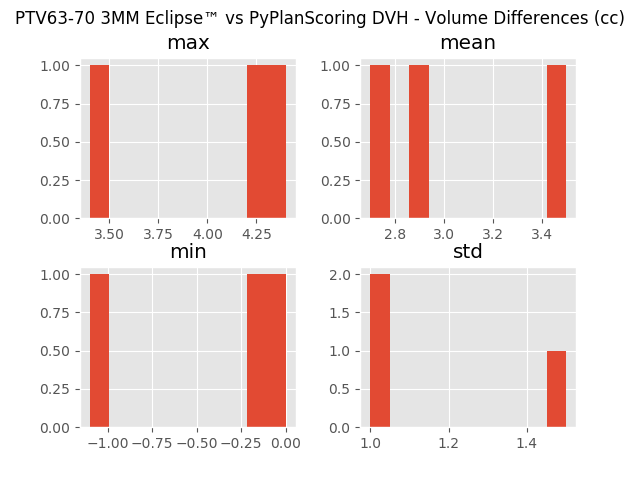 PTV63-70 3MM Eclipse™ vs PyPlanScoring DVH - Volume Differences (cc)
max
1.00
0.75
0.50
0.25
0.00
3.50 3.75 4.00 4.25
mean
1.00
0.75
0.50
0.25
0.00
2.8 3.0 3.2 3.4
min
1.00
0.75
0.50
0.25
0.00
−1.00 −0.75 −0.50 −0.25 0.00
std
2.0
1.5
1.0
0.5
0.0
1.0 1.2 1.4